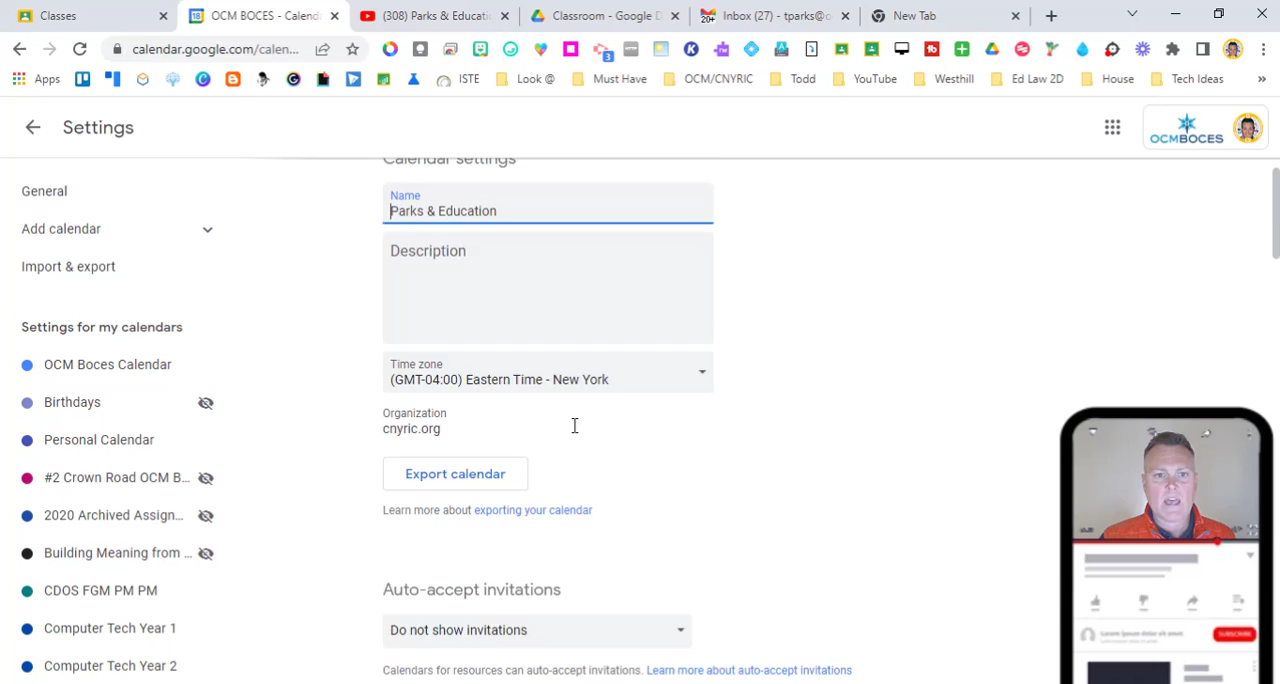 Classes
OCM BOCES - Calenda
(308) Parks & Educatio
Classroom - Google D
Inbox (27) - tparks@o
New Tab
calendar.google.com/calen...
Apps
ISTE
Look @
Must Have
OCM/CNYRIC
Todd
YouTube
Westhill
Ed Law 2D
House
Tech Ideas
Settings
OCMBOCES
General
Add calendar
Import & export
Settings for my calendars
OCM Boces Calendar
Birthdays
Personal Calendar
#2 Crown Road OCM B...
2020 Archived Assign...
Building Meaning from ...
CDOS FGM PM PM
Computer Tech Year 1
Computer Tech Year 2
Calendar settings
Name
Parks & Education
Description
Time zone
(GMT-04:00) Eastern Time - New York
Organization
cnyric.org
Export calendar
Learn more about exporting your calendar
Auto-accept invitations
Do not show invitations
Calendars for resources can auto-accept invitations. Learn more about auto-accept invitations
SUBSCRIBE